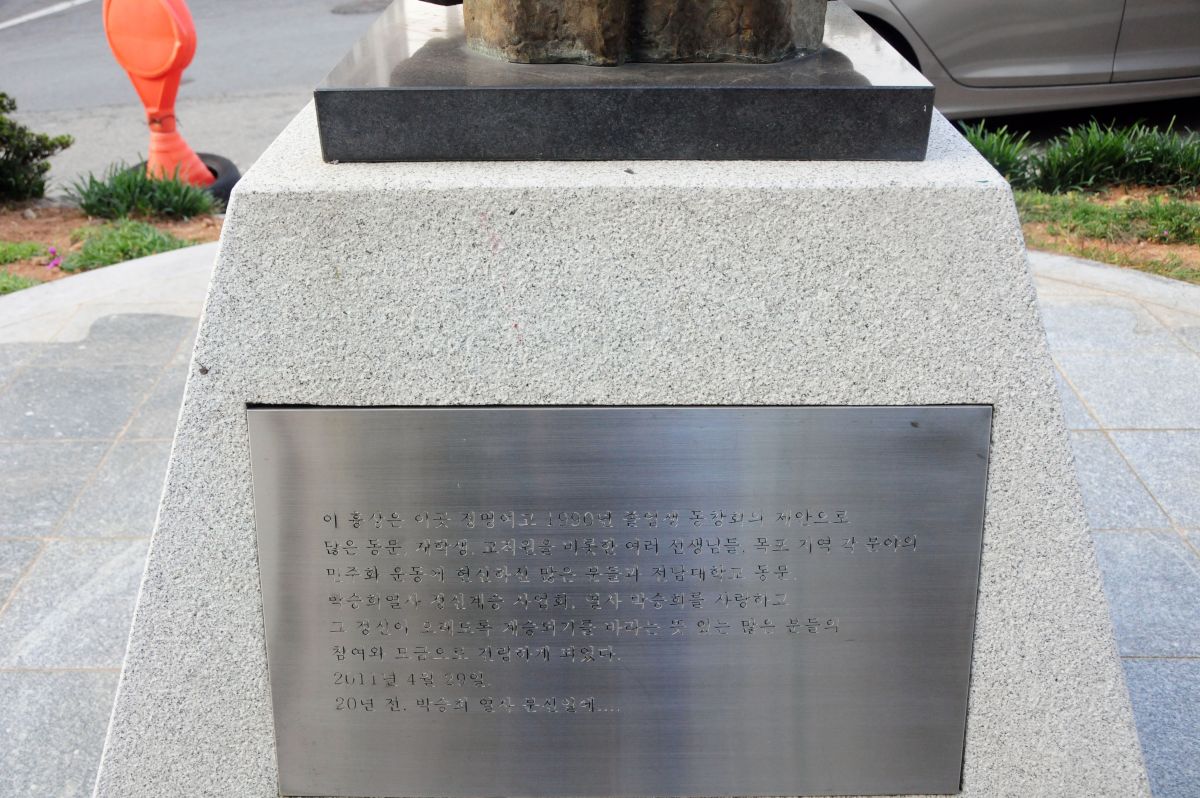 이 흉상은 이곳 정명여고 1990년 졸업생 동창회의 제안으로
많은 동문, 재학생, 교직원을 비롯한 여러 선생님들, 목포 지역 각 분야의
민주화 운동에 헌신하신 많은 분들과 전남대학교 동문,
박승희열사 정신계승 사업회, 열사 박승희를 사랑하고
그 정신이 오래도록 계승되기를 바라는 뜻 있는 많은 분들의
참여와 모금으로 건립하게 되었다.
2011년 4월 29일.
20년 전, 박승희 열사 분신일에....